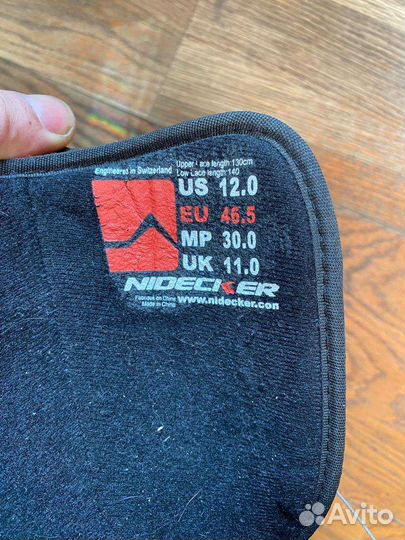 Engineered in Switzerland
Upper Lace length:130cm
Low Lace length:140
US 12.0
EU 46.5
MP 30.0
UK 11.0
NIDECKER
Fabriqué en Chine
Made in China
www.nidecker.com
Avito